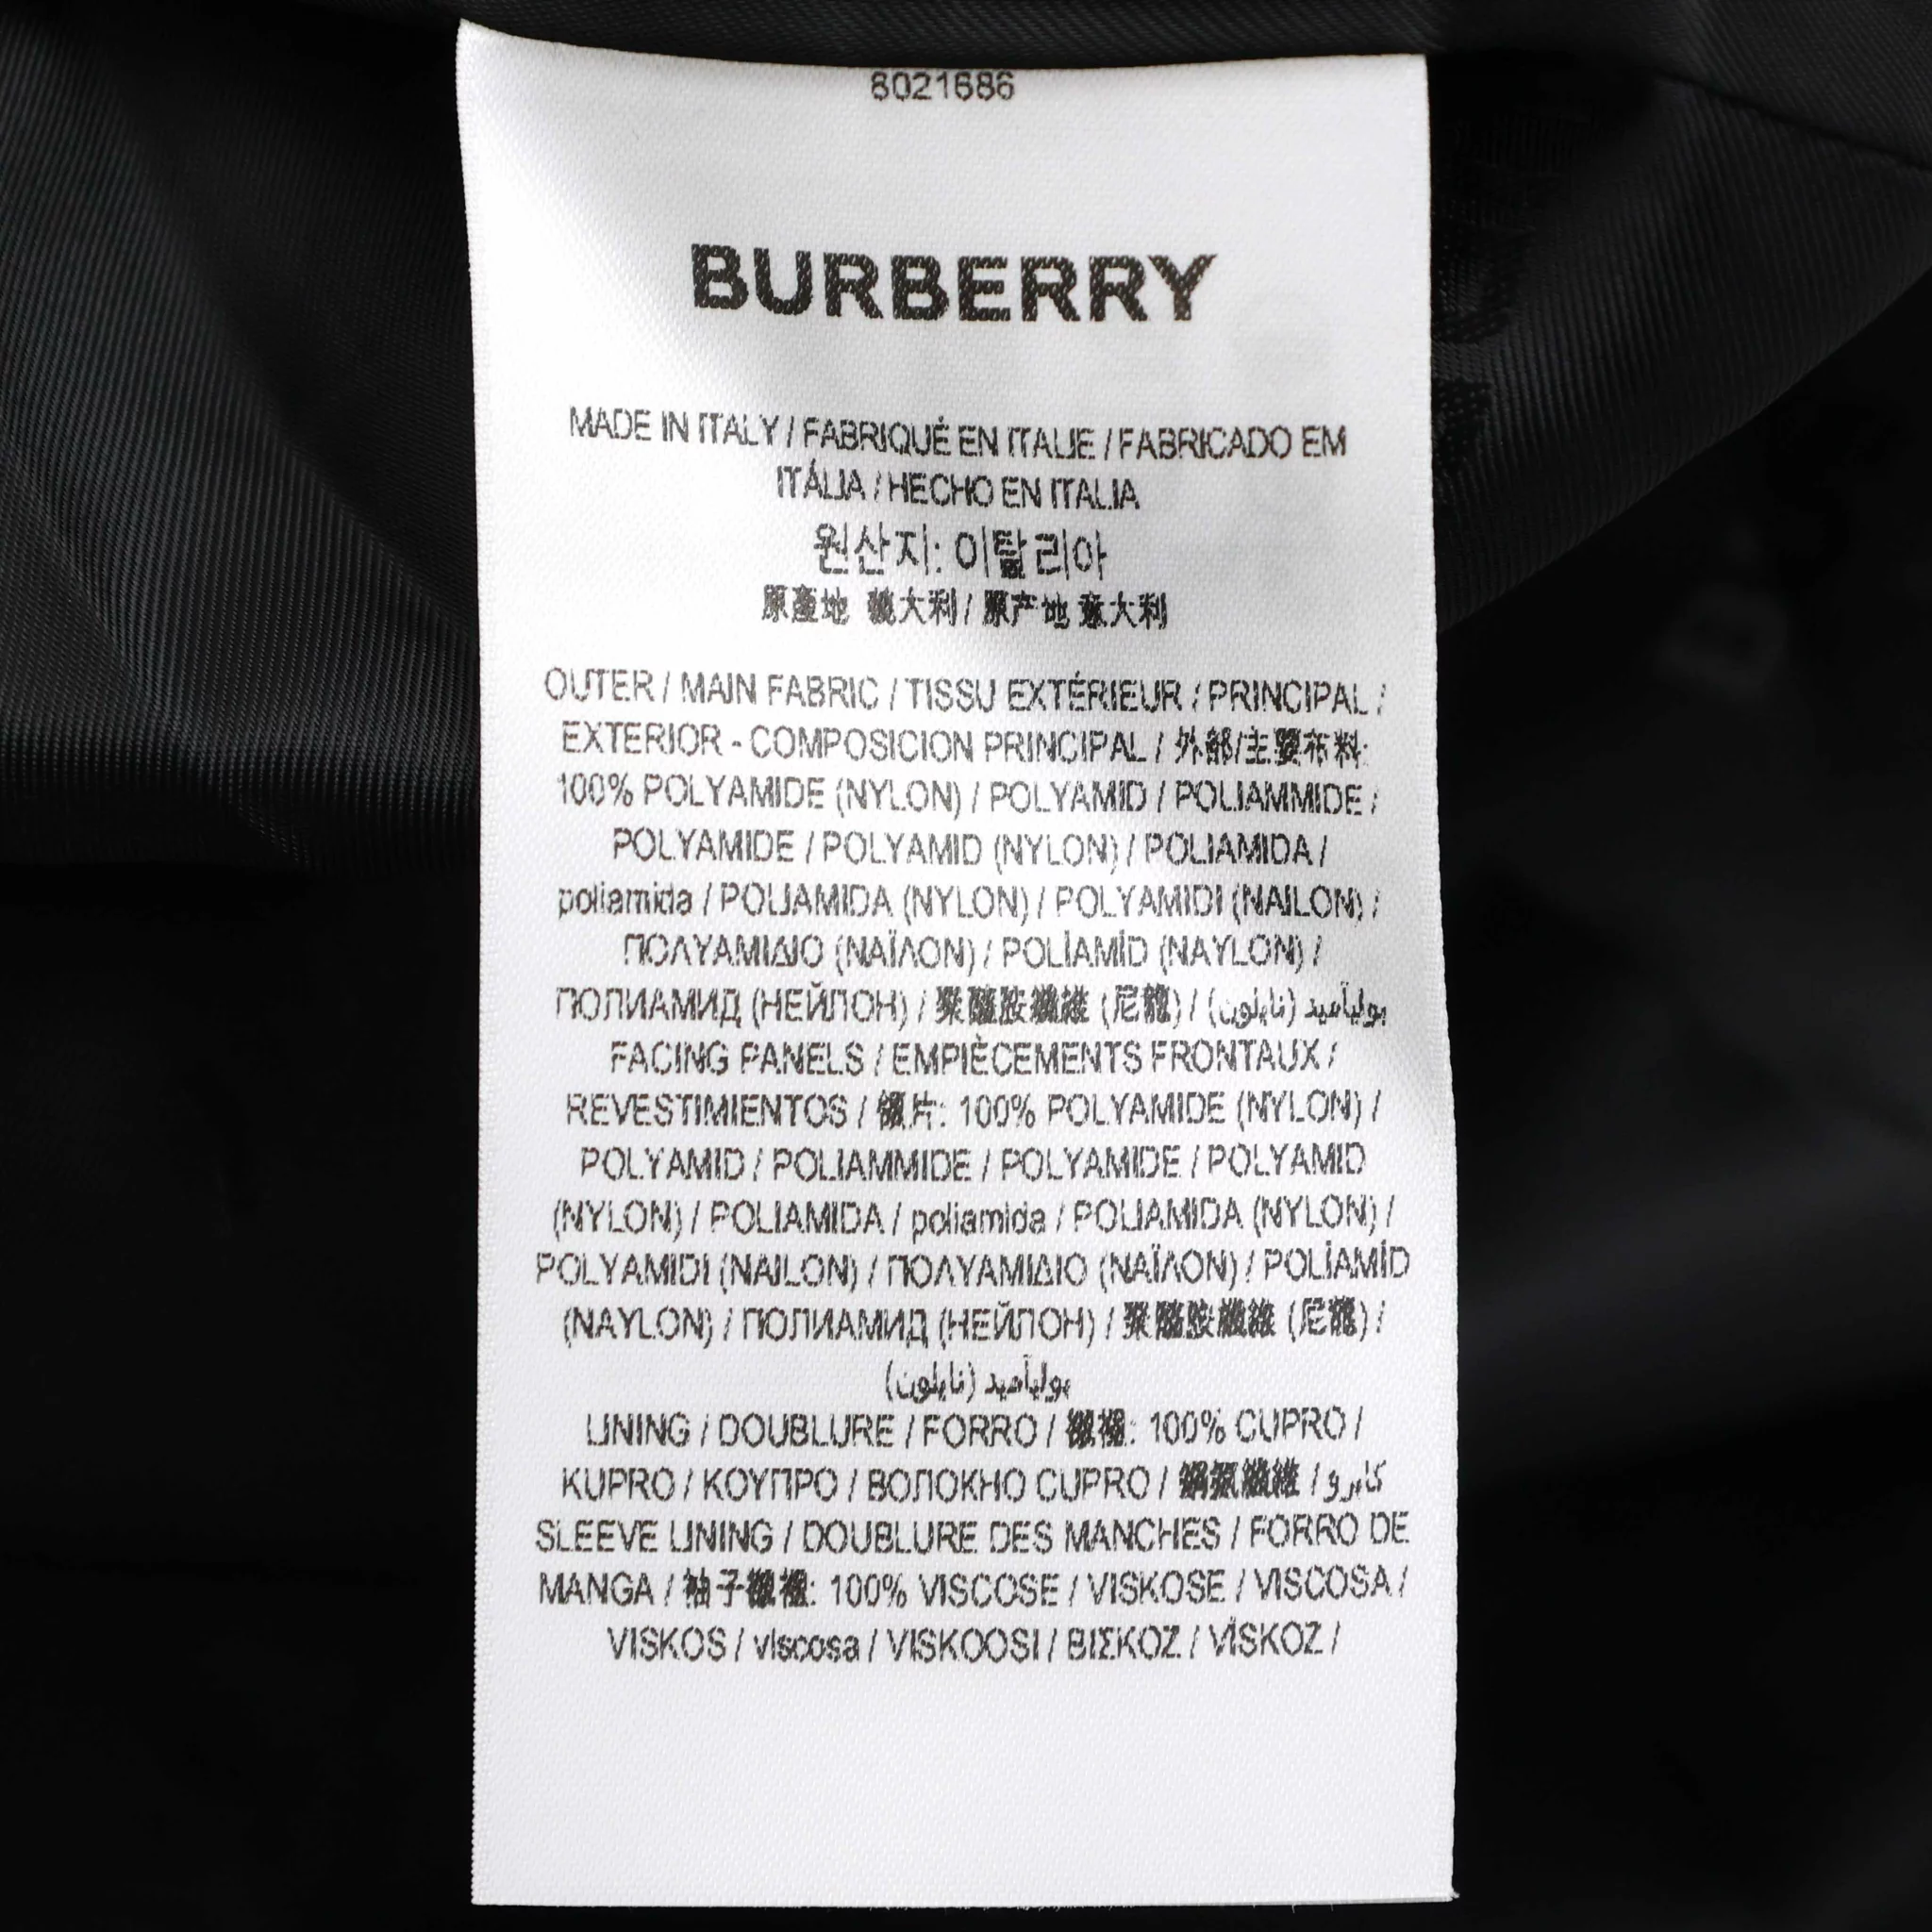 8021686
BURBERRY
MADE IN ITALY / FABRIQUÉ EN ITALIE / FABRICADO EM
ITÁLIA / HECHO EN ITALIA
원산지: 이탈리아
原產地 義大利 / 原产地 意大利
OUTER / MAIN FABRIC / TISSU EXTÉRIEUR / PRINCIPAL /
EXTERIOR - COMPOSICION PRINCIPAL / 外部/主要布料:
100% POLYAMIDE (NYLON) / POLYAMID / POLIAMMIDE /
POLYAMIDE / POLYAMID (NYLON) / POLIAMIDA /
poliamida / POLIAMIDA (NYLON) / POLYAMIDI (NAILON) /
ΠΟΛΥΑΜΙΔΙΟ (ΝΑΪΛΟΝ) / POLİAMİD (NAYLON) /
ПОЛИАМИД (НЕЙЛОН) / 聚醯胺纖維 (尼龍) / بولیآمید (نایلون)
FACING PANELS / EMPIÈCEMENTS FRONTAUX /
REVESTIMIENTOS / 領片: 100% POLYAMIDE (NYLON) /
POLYAMID / POLIAMMIDE / POLYAMIDE / POLYAMID
(NYLON) / POLIAMIDA / poliamida / POLIAMIDA (NYLON) /
POLYAMIDI (NAILON) / ΠΟΛΥΑΜΙΔΙΟ (ΝΑΪΛΟΝ) / POLİAMİD
(NAYLON) / ПОЛИАМИД (НЕЙЛОН) / 聚醯胺纖維 (尼龍) /
بولیآمید (نایلون)
LINING / DOUBLURE / FORRO / 襯裡: 100% CUPRO /
KUPRO / ΚΟΥΠΡΟ / ВОЛОКНО CUPRO / 銅氨纖維 / کاپرو
SLEEVE LINING / DOUBLURE DES MANCHES / FORRO DE
MANGA / 袖子襯裡: 100% VISCOSE / VISKOSE / VISCOSA /
VISKOS / viscosa / VISKOOSI / ΒΙΣΚΟΖ / VİSKOZ /